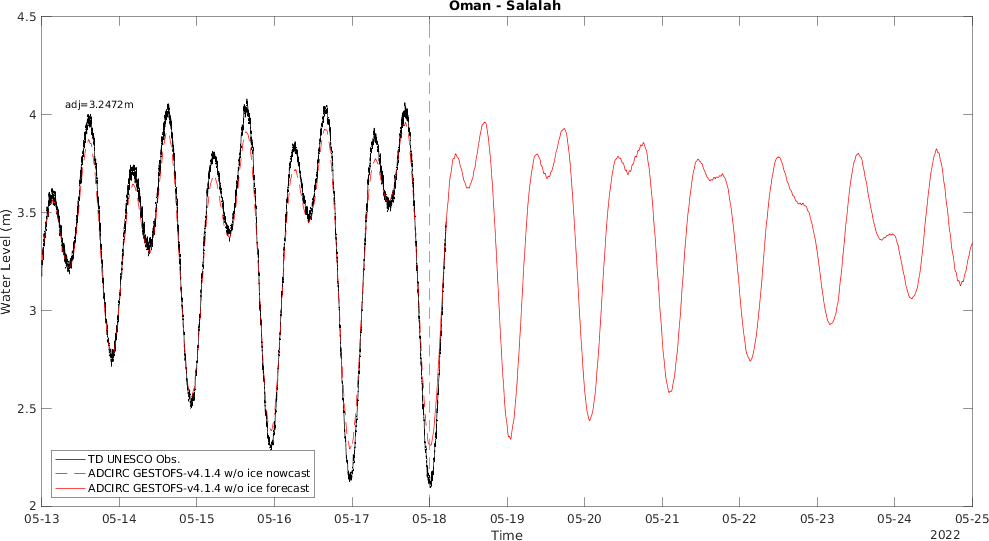 Oman - Salalah
4.5
4
3.5
3
2.5
2
Water Level (m)
adj=3.2472m
TD UNESCO Obs.
ADCIRC GESTOFS-v4.1.4 w/o ice nowcast
ADCIRC GESTOFS-v4.1.4 w/o ice forecast
05-13 05-14 05-15 05-16 05-17 05-18 05-19 05-20 05-21 05-22 05-23 05-24 05-25
Time
2022